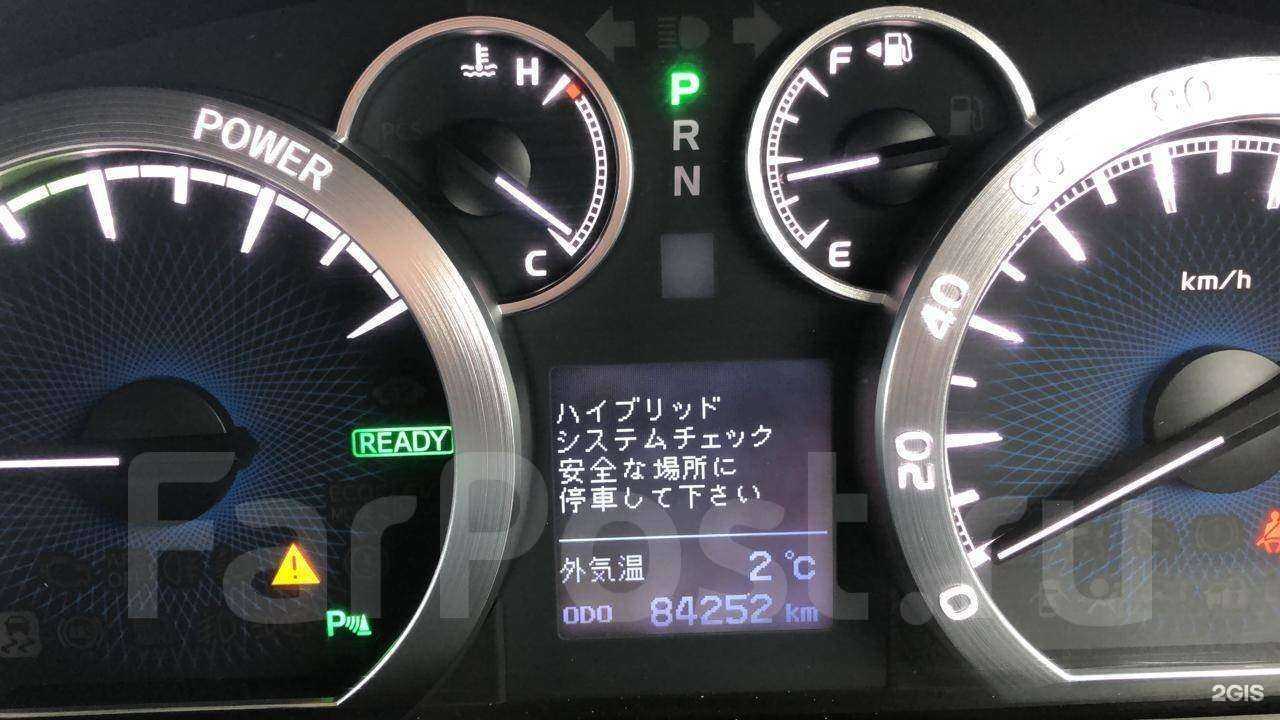 POWER
H
C
P
R
N
F
E
80
60
40
20
0
km/h
READY
P
ハイブリッド
システムチェック
安全な場所に
停車して下さい
外気温 2℃
ODO 84252 km
FarPost.ru
2GIS